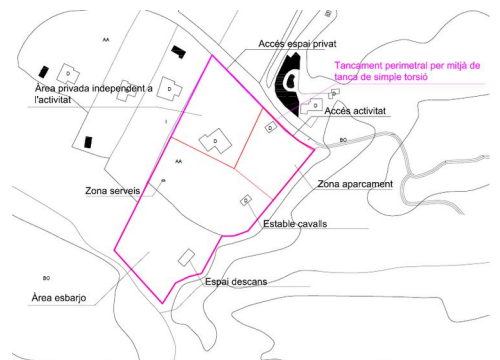 Accés espai privat
Tancament perimetral per mitjà de
tanca de simple torsió
Àrea privada independent a
l'activitat
D
D
D
D
D
Accés activitat
D
D
I
AA
BO
AA
Zona serveis
Zona aparcament
D
Estable cavalls
D
BO
Àrea esbarjo
Espai descans